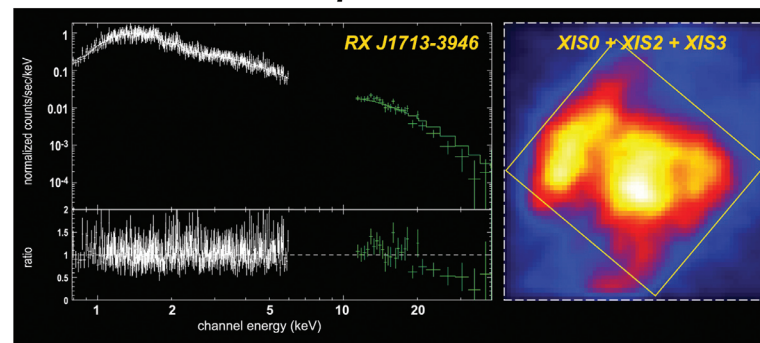 RX J1713-3946
XIS0 + XIS2 + XIS3
normalized counts/sec/keV
1
0.1
0.01
10⁻³
10⁻⁴
ratio
2
1.5
1
0.5
0
1 2 5 10 20
channel energy (keV)